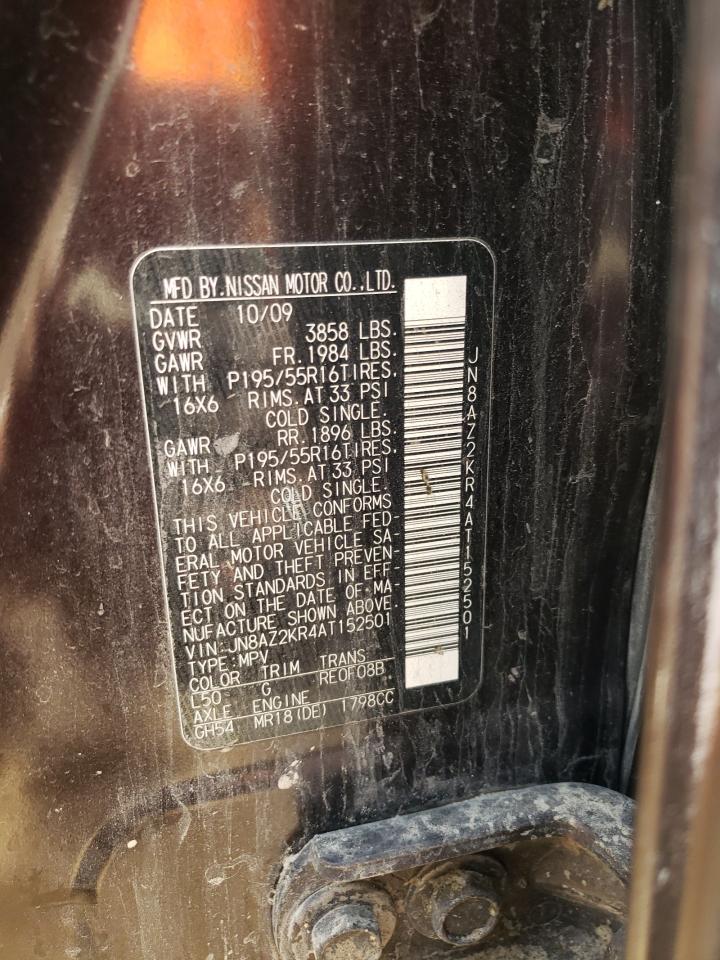 MFD BY.NISSAN MOTOR CO.,LTD.
DATE 10/09
GVWR 3858 LBS.
GAWR FR.1984 LBS.
WITH P195/55R16TIRES,
16X6 RIMS.AT 33 PSI
COLD SINGLE.
GAWR RR.1896 LBS.
WITH P195/55R16TIRES,
16X6 RIMS.AT 33 PSI
COLD SINGLE.
THIS VEHICLE CONFORMS
TO ALL APPLICABLE FED-
ERAL MOTOR VEHICLE SA-
FETY AND THEFT PREVEN-
TION STANDARDS IN EFF-
ECT ON THE DATE OF MA-
NUFACTURE SHOWN ABOVE.
VIN:JN8AZ2KR4AT152501
TYPE:MPV
COLOR TRIM TRANS
L50 G REOF08B
AXLE ENGINE
GH54 MR18(DE) 1798CC
JN8AZ2KR4AT152501